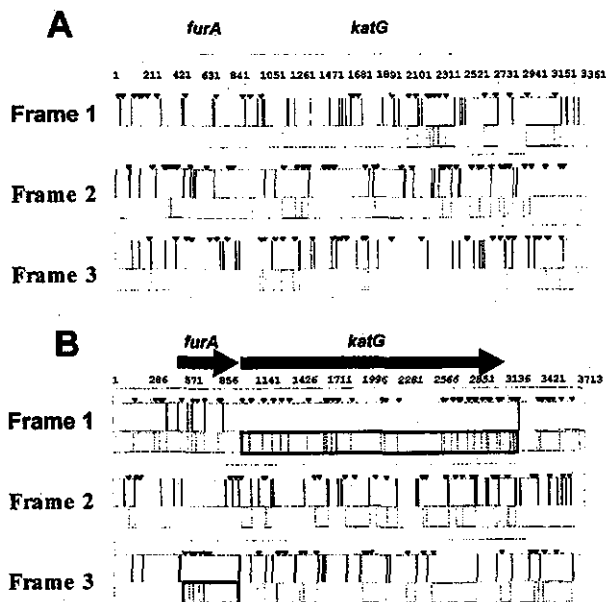 A
furA katG
1 211 421 631 841 1051 1261 1471 1681 1891 2101 2311 2521 2731 2941 3151 3361
Frame 1
Frame 2
Frame 3
B
furA katG
1 286 871 856 1141 1426 1711 1996 2281 2566 2851 3136 3421 3713
Frame 1
Frame 2
Frame 3